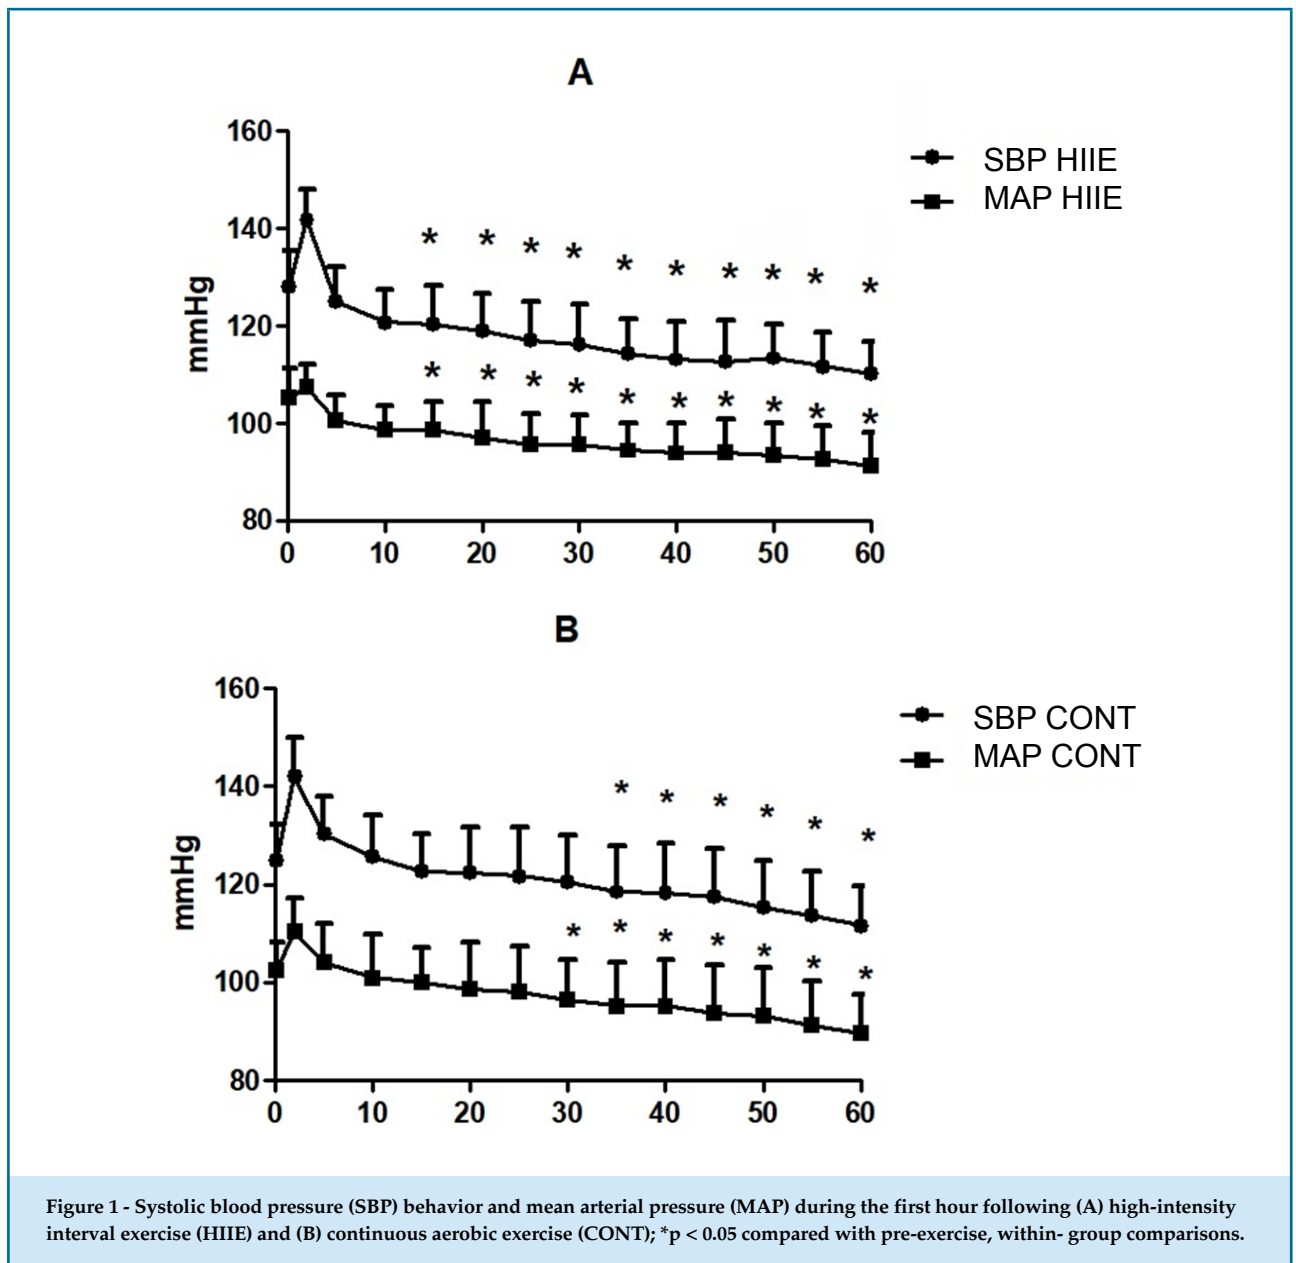 A
160
140
120
100
80
mmHg
0 10 20 30 40 50 60
SBP HIIE
MAP HIIE
* * * * * * * * * *
* * * * * * * * * *
B
160
140
120
100
80
mmHg
0 10 20 30 40 50 60
SBP CONT
MAP CONT
* * * * * *
* * * * * * *
Figure 1 - Systolic blood pressure (SBP) behavior and mean arterial pressure (MAP) during the first hour following (A) high-intensity
interval exercise (HIIE) and (B) continuous aerobic exercise (CONT); *p < 0.05 compared with pre-exercise, within- group comparisons.